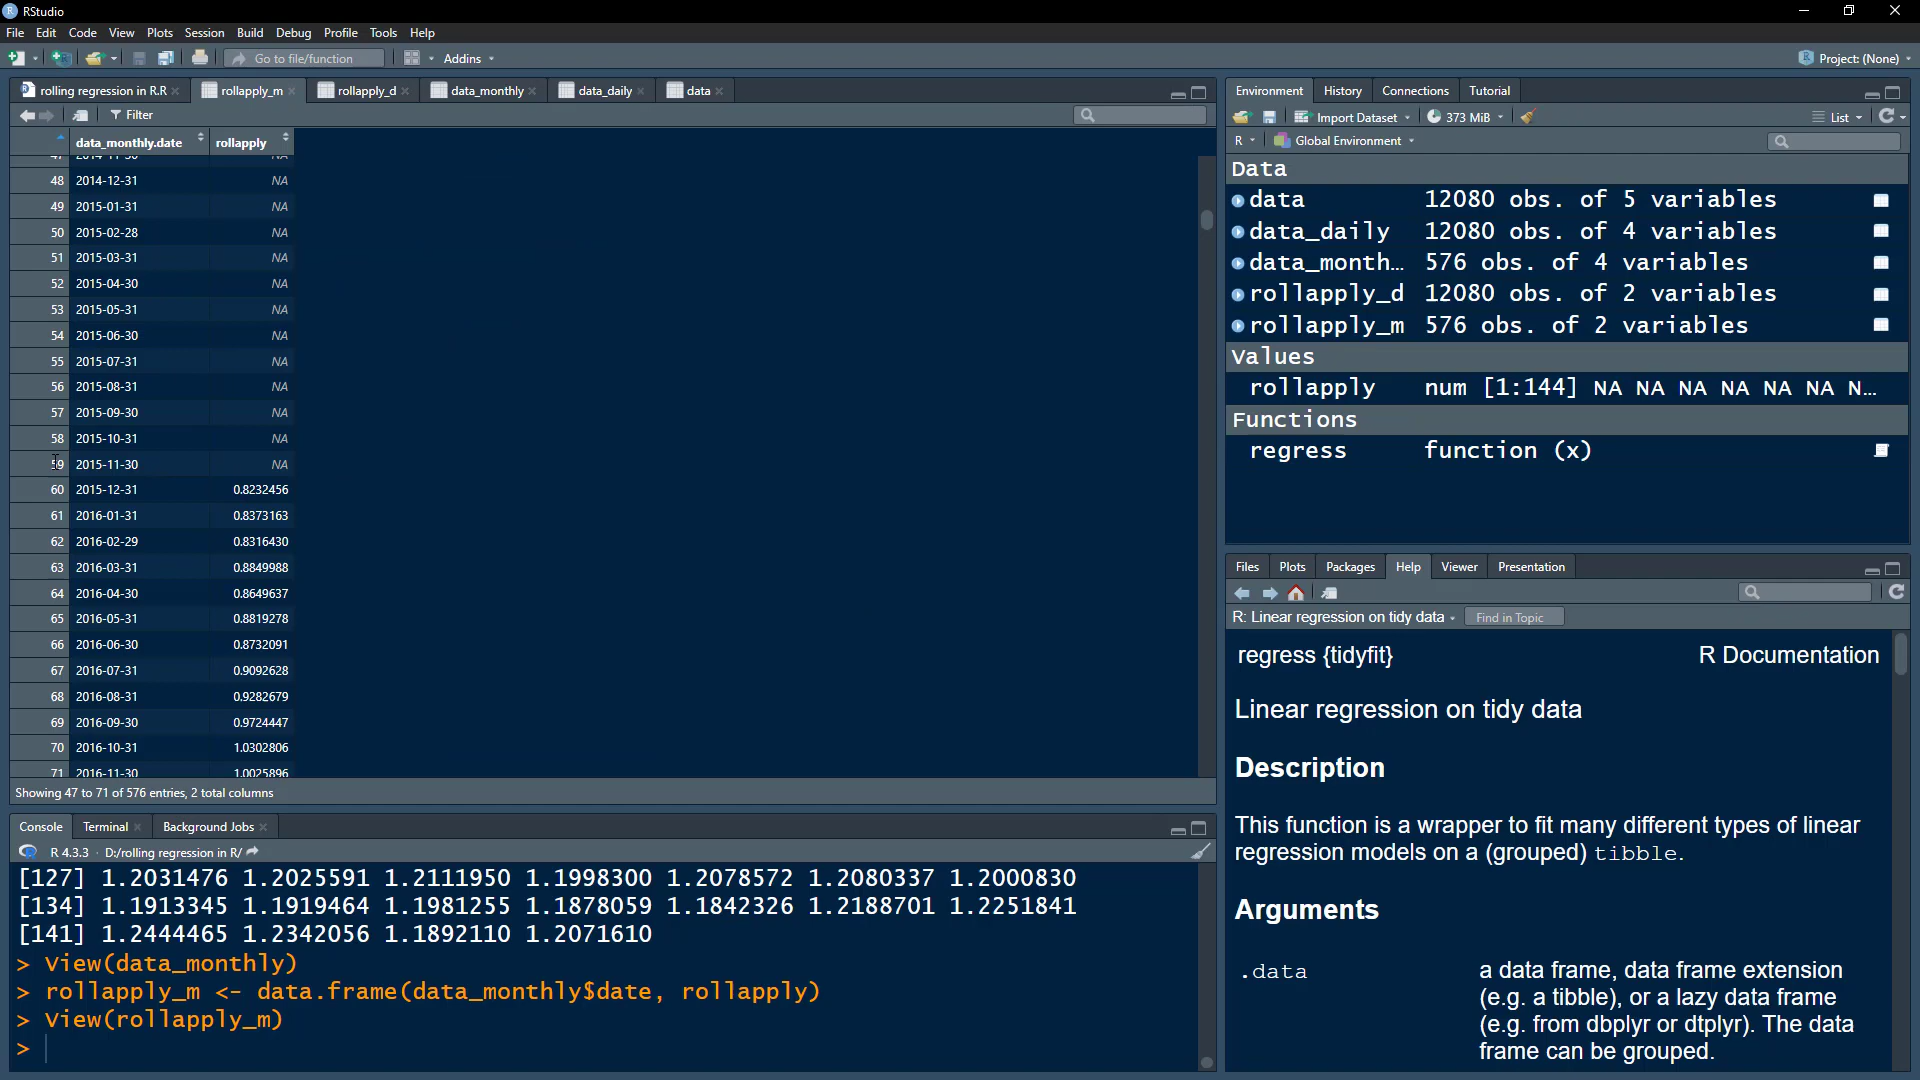 RStudio
File Edit Code View Plots Session Build Debug Profile Tools Help
Go to file/function Addins Project: (None)
rolling regression in R.R rollapply_m rollapply_d data_monthly data_daily data
Filter
data_monthly.date rollapply
47 2014-11-30 NA
48 2014-12-31 NA
49 2015-01-31 NA
50 2015-02-28 NA
51 2015-03-31 NA
52 2015-04-30 NA
53 2015-05-31 NA
54 2015-06-30 NA
55 2015-07-31 NA
56 2015-08-31 NA
57 2015-09-30 NA
58 2015-10-31 NA
59 2015-11-30 NA
60 2015-12-31 0.8232456
61 2016-01-31 0.8373163
62 2016-02-29 0.8316430
63 2016-03-31 0.8849988
64 2016-04-30 0.8649637
65 2016-05-31 0.8819278
66 2016-06-30 0.8732091
67 2016-07-31 0.9092628
68 2016-08-31 0.9282679
69 2016-09-30 0.9724447
70 2016-10-31 1.0302806
71 2016-11-30 1.0025896
Showing 47 to 71 of 576 entries, 2 total columns
Console Terminal Background Jobs
R 4.3.3 · D:/rolling regression in R/
[127] 1.2031476 1.2025591 1.2111950 1.1998300 1.2078572 1.2080337 1.2000830
[134] 1.1913345 1.1919464 1.1981255 1.1878059 1.1842326 1.2188701 1.2251841
[141] 1.2444465 1.2342056 1.1892110 1.2071610
> View(data_monthly)
> rollapply_m <- data.frame(data_monthly$date, rollapply)
> View(rollapply_m)
>
Environment History Connections Tutorial
Import Dataset 373 MiB List
R Global Environment
Data
data 12080 obs. of 5 variables
data_daily 12080 obs. of 4 variables
data_month… 576 obs. of 4 variables
rollapply_d 12080 obs. of 2 variables
rollapply_m 576 obs. of 2 variables
Values
rollapply num [1:144] NA NA NA NA NA NA N…
Functions
regress function (x)
Files Plots Packages Help Viewer Presentation
R: Linear regression on tidy data Find in Topic
regress {tidyfit} R Documentation
Linear regression on tidy data
Description
This function is a wrapper to fit many different types of linear
regression models on a (grouped) tibble.
Arguments
.data a data frame, data frame extension
(e.g. a tibble), or a lazy data frame
(e.g. from dbplyr or dtplyr). The data
frame can be grouped.